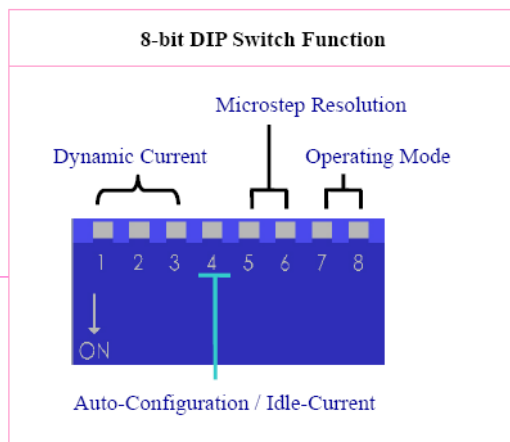 8-bit DIP Switch Function
Microstep Resolution
Dynamic Current
Operating Mode
1 2 3 4 5 6 7 8
ON
Auto-Configuration / Idle-Current